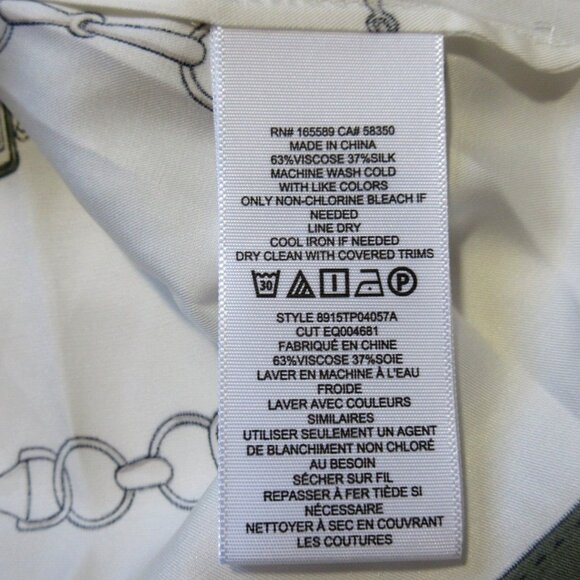 RN# 165589 CA# 58350
MADE IN CHINA
63%VISCOSE 37%SILK
MACHINE WASH COLD
WITH LIKE COLORS
ONLY NON-CHLORINE BLEACH IF
NEEDED
LINE DRY
COOL IRON IF NEEDED
DRY CLEAN WITH COVERED TRIMS
30 P
STYLE 8915TP04057A
CUT EQ004681
FABRIQUÉ EN CHINE
63%VISCOSE 37%SOIE
LAVER EN MACHINE À L'EAU
FROIDE
LAVER AVEC COULEURS
SIMILAIRES
UTILISER SEULEMENT UN AGENT
DE BLANCHIMENT NON CHLORÉ
AU BESOIN
SÉCHER SUR FIL
REPASSER À FER TIÈDE SI
NÉCESSAIRE
NETTOYER À SEC EN COUVRANT
LES COUTURES